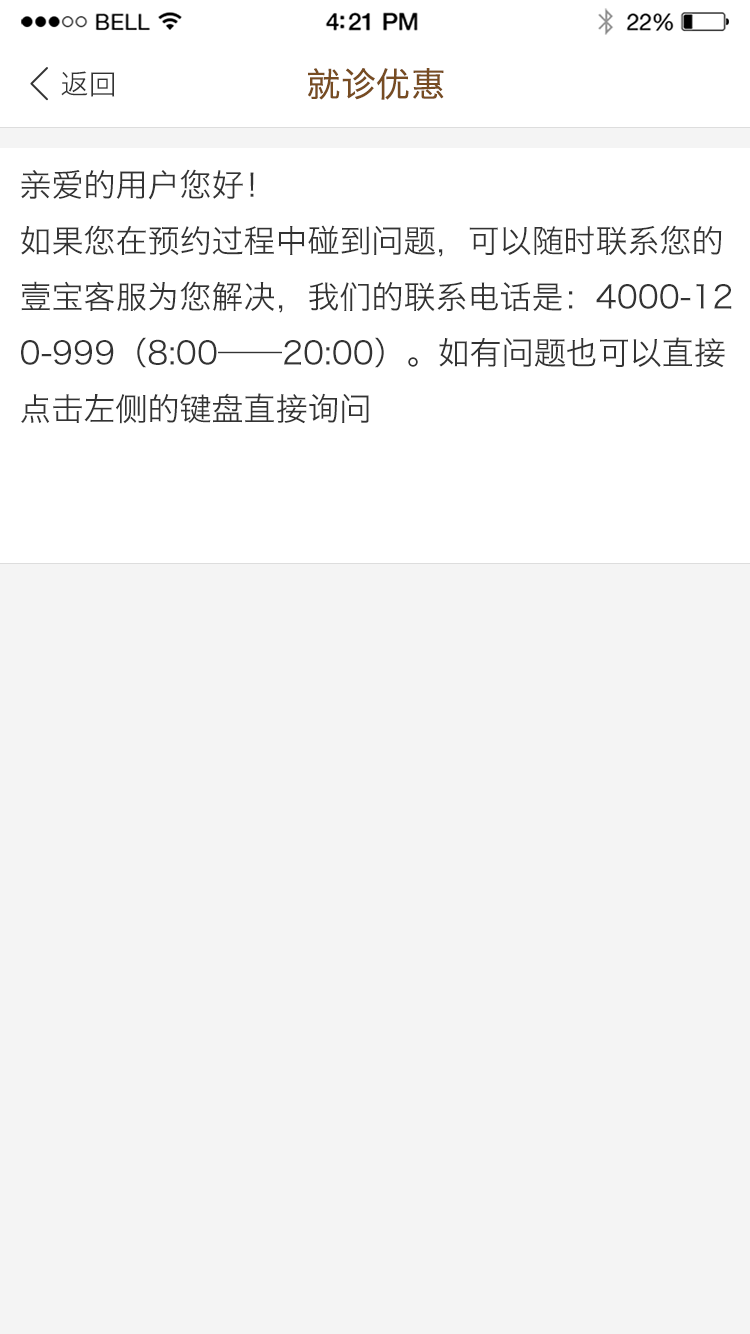 BELL 4:21 PM 22%
返回 就诊优惠
亲爱的用户您好！
如果您在预约过程中碰到问题，可以随时联系您的
壹宝客服为您解决，我们的联系电话是：4000-12
0-999（8:00——20:00）。如有问题也可以直接
点击左侧的键盘直接询问